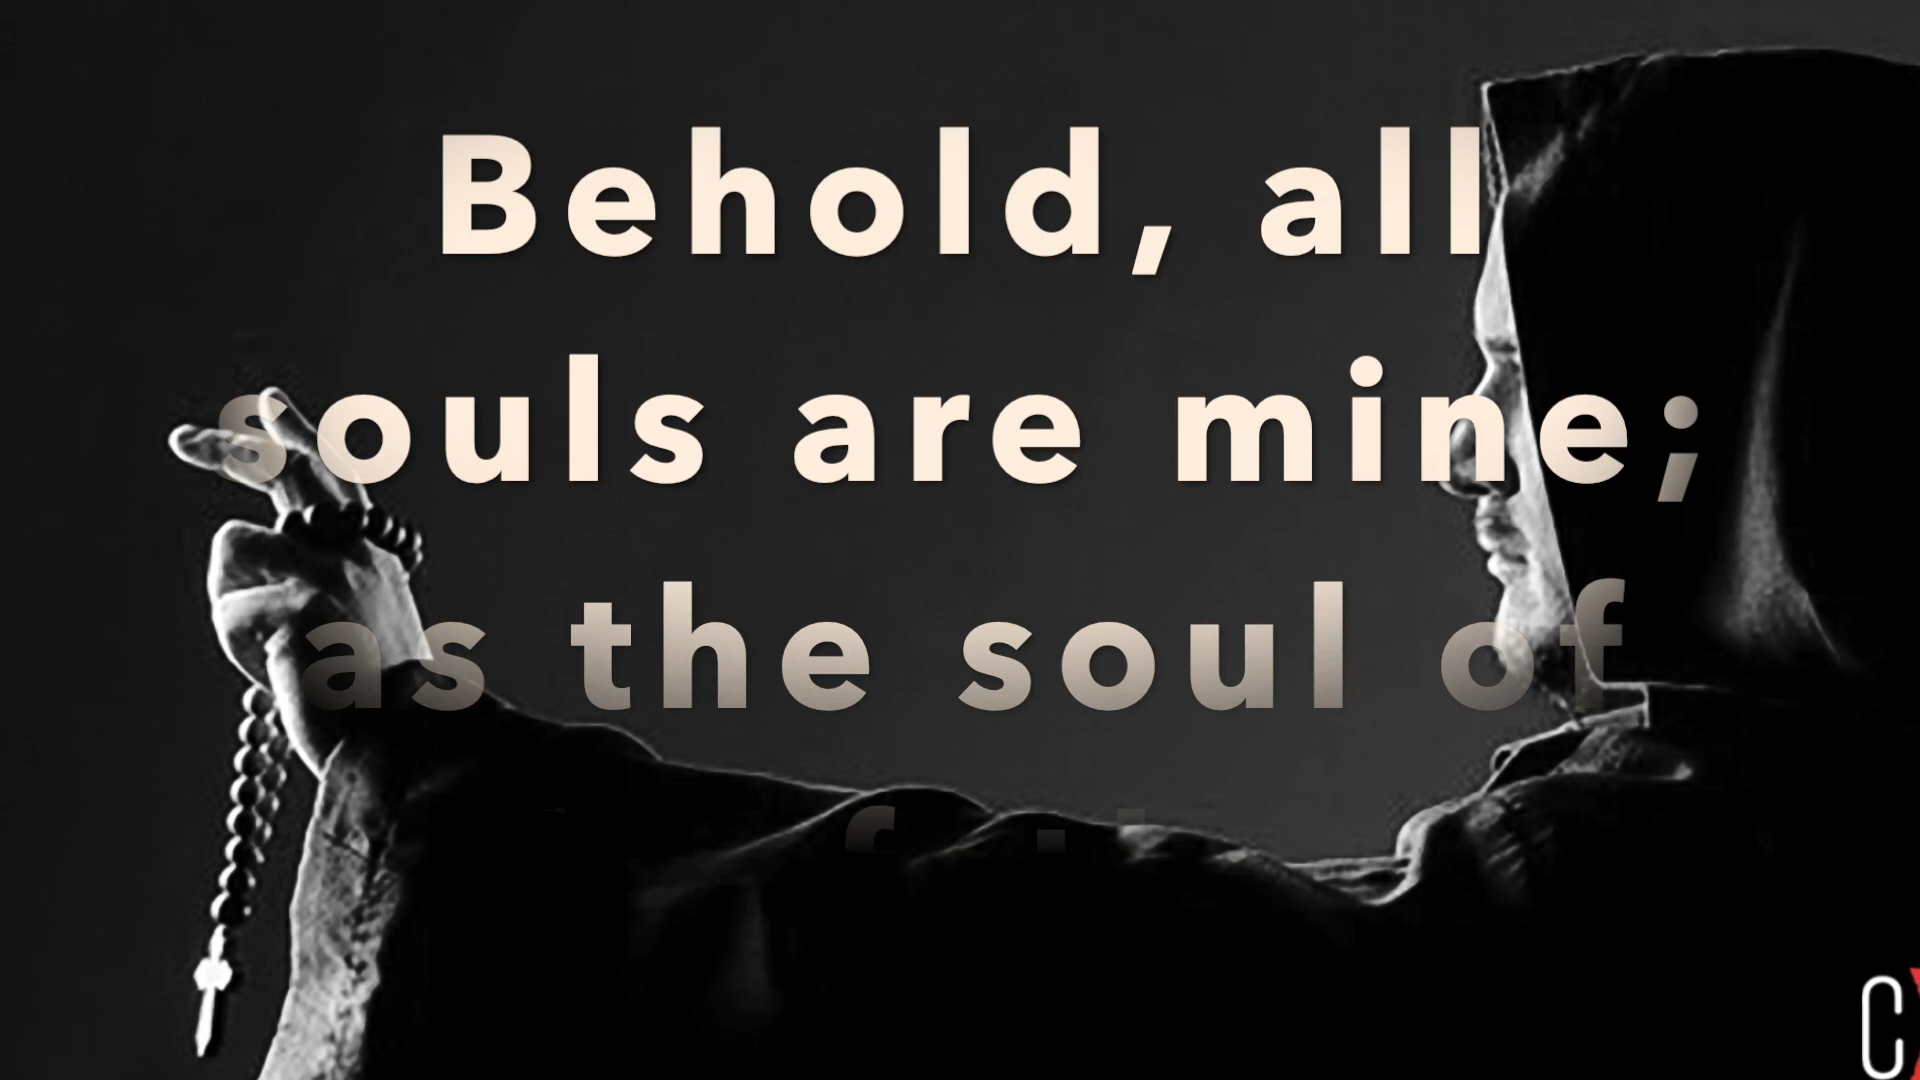 Behold, all
souls are mine;
as the soul of
C